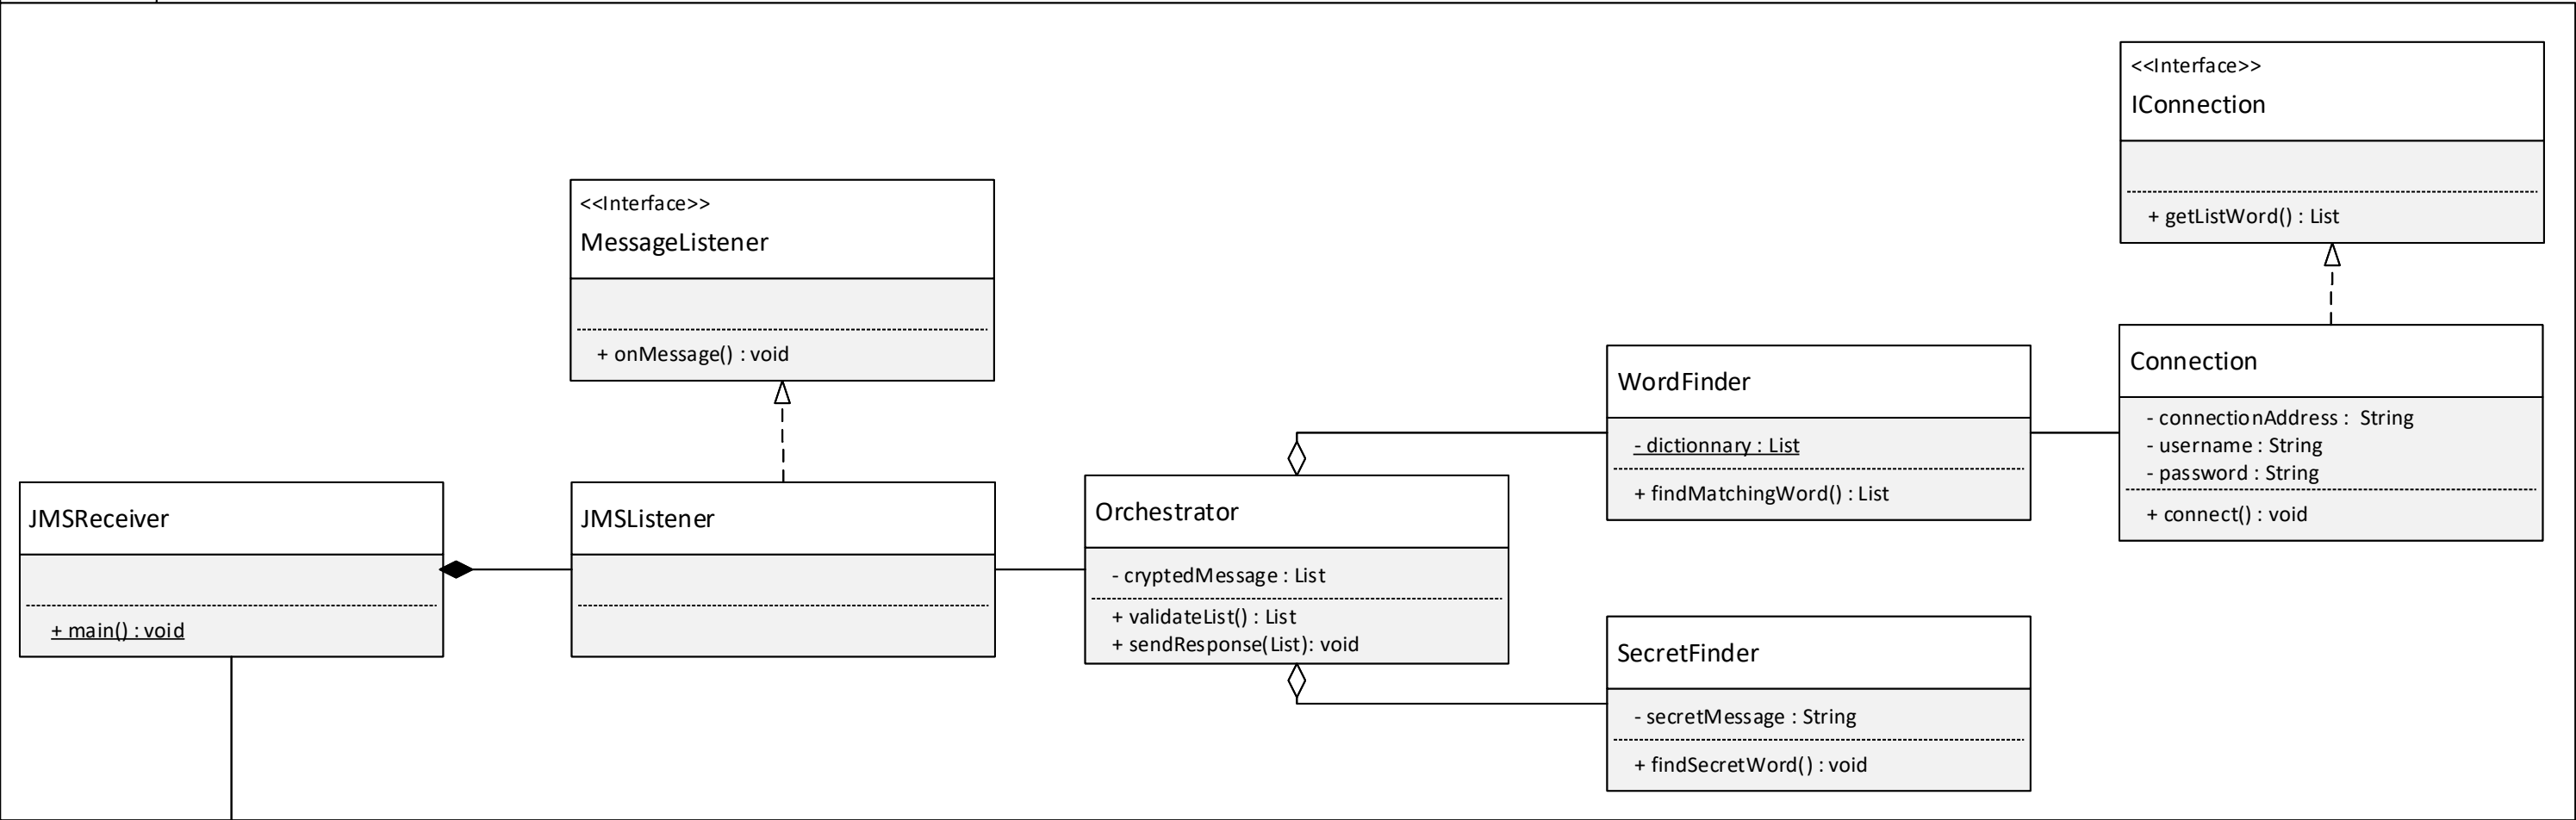 <<Interface>>
IConnection
+ getListWord() : List
<<Interface>>
MessageListener
+ onMessage() : void
JMSReceiver
+ main() : void
JMSListener
Orchestrator
- cryptedMessage : List
+ validateList() : List
+ sendResponse(List): void
WordFinder
- dictionnary : List
+ findMatchingWord() : List
Connection
- connectionAddress :  String
- username : String
- password : String
+ connect() : void
SecretFinder
- secretMessage : String
+ findSecretWord() : void